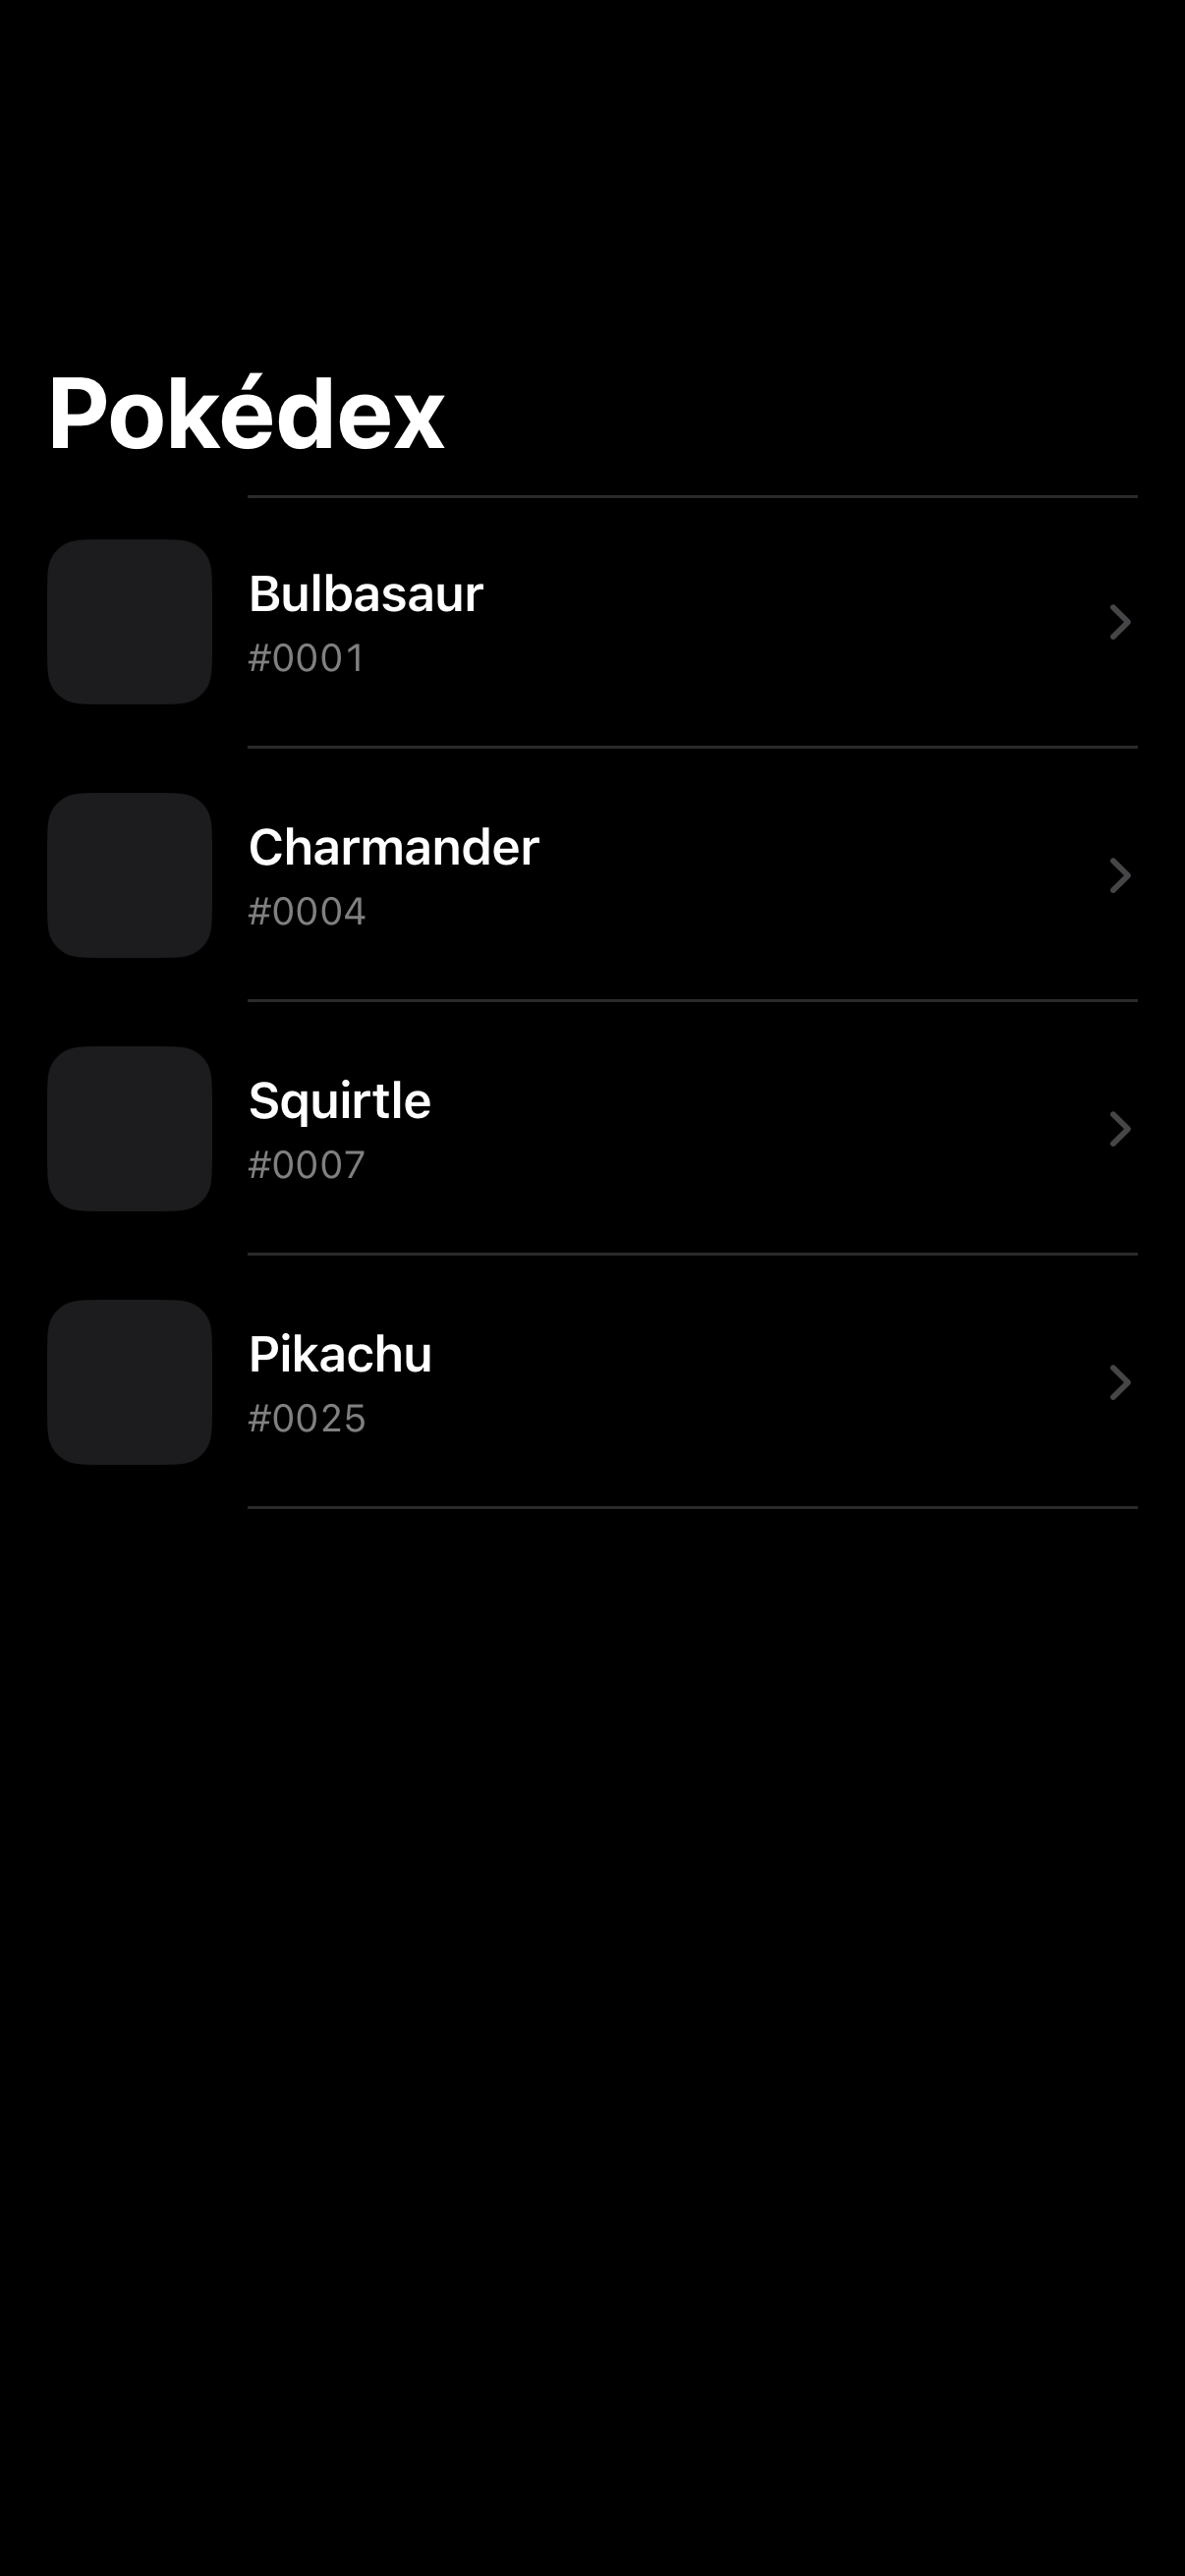 Pokédex
Bulbasaur
#0001
Charmander
#0004
Squirtle
#0007
Pikachu
#0025